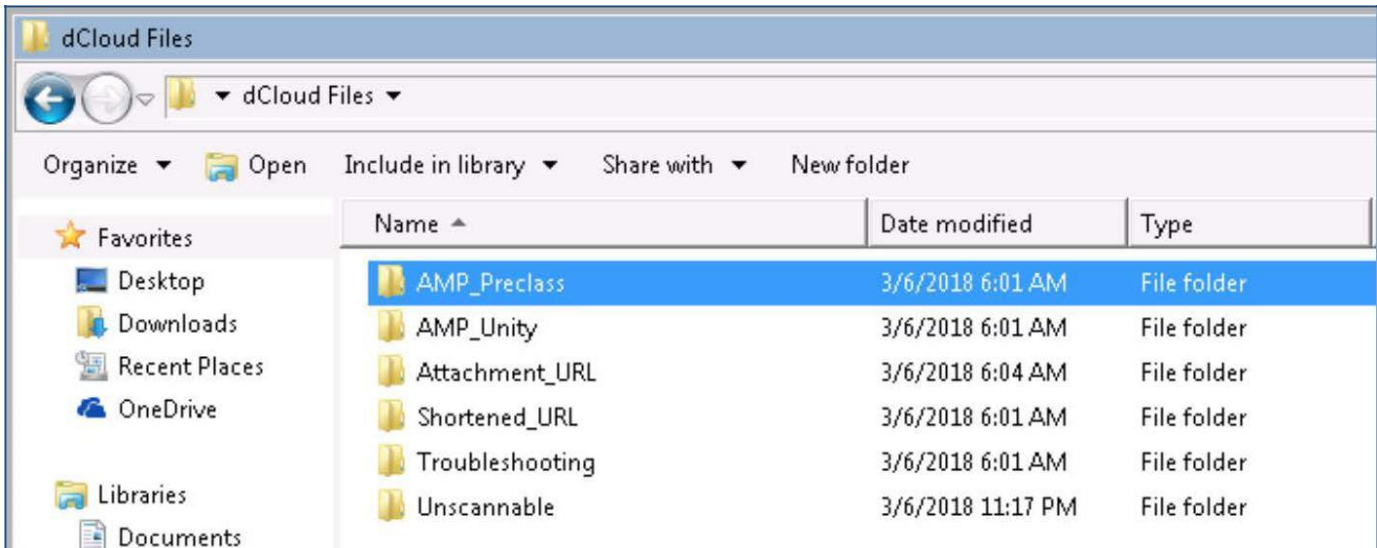 dCloud Files
dCloud Files
Organize Open Include in library Share with New folder
Favorites
Desktop
Downloads
Recent Places
OneDrive
Libraries
Documents
Name Date modified Type
AMP_Preclass 3/6/2018 6:01 AM File folder
AMP_Unity 3/6/2018 6:01 AM File folder
Attachment_URL 3/6/2018 6:04 AM File folder
Shortened_URL 3/6/2018 6:01 AM File folder
Troubleshooting 3/6/2018 6:01 AM File folder
Unscannable 3/6/2018 11:17 PM File folder